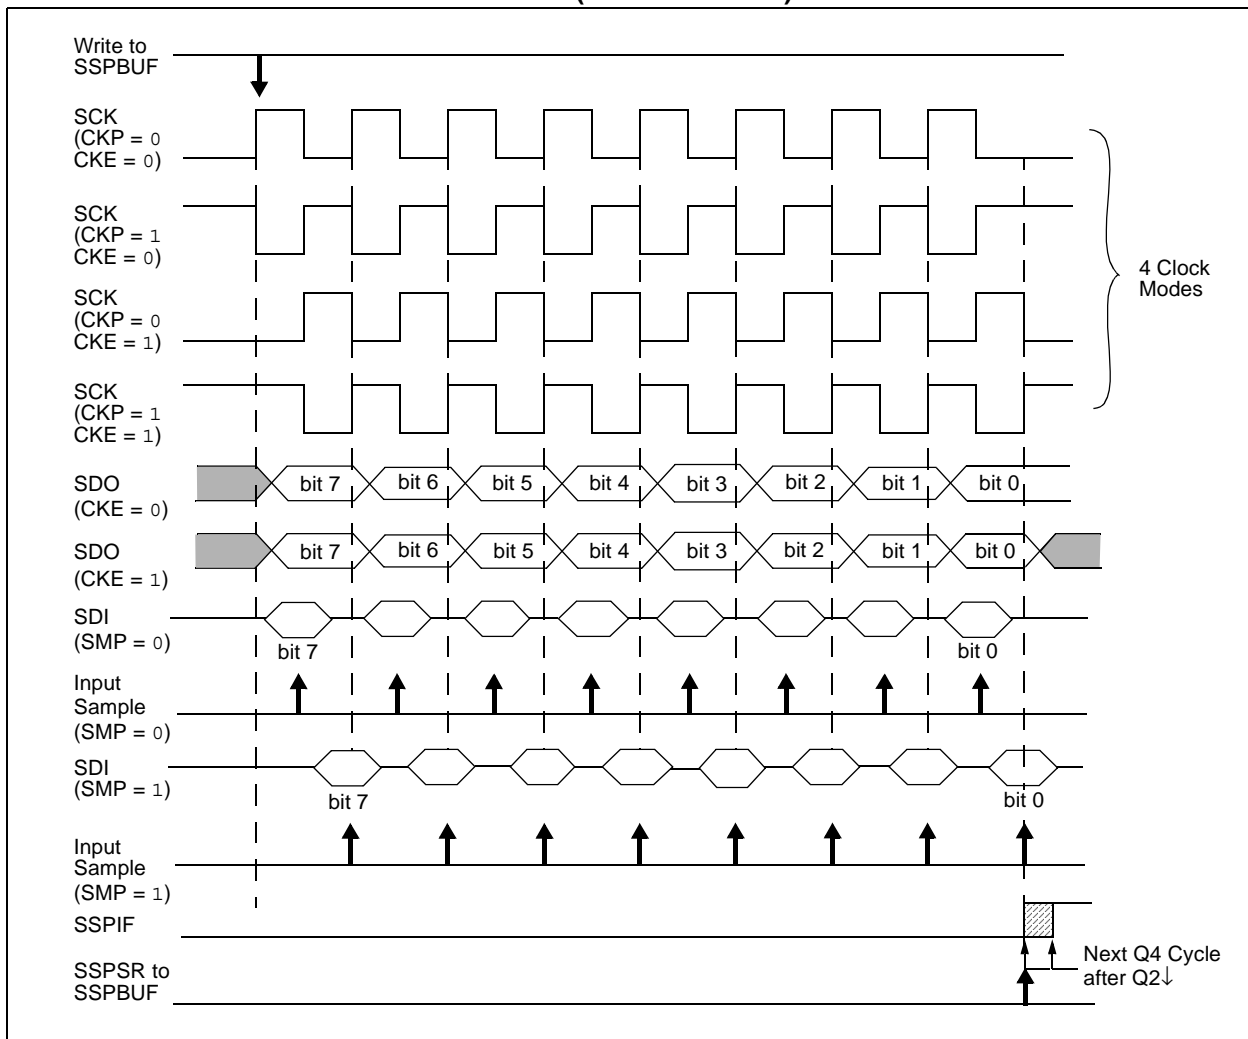 Write to
SSPBUF
SCK
(CKP = 0
CKE = 0)
SCK
(CKP = 1
CKE = 0)
4 Clock
Modes
SCK
(CKP = 0
CKE = 1)
SCK
(CKP = 1
CKE = 1)
SDO
(CKE = 0)
bit 7 bit 6 bit 5 bit 4 bit 3 bit 2 bit 1 bit 0
SDO
(CKE = 1)
bit 7 bit 6 bit 5 bit 4 bit 3 bit 2 bit 1 bit 0
SDI
(SMP = 0)
bit 7 bit 0
Input
Sample
(SMP = 0)
SDI
(SMP = 1)
bit 7 bit 0
Input
Sample
(SMP = 1)
SSPIF
Next Q4 Cycle
after Q2↓
SSPSR to
SSPBUF